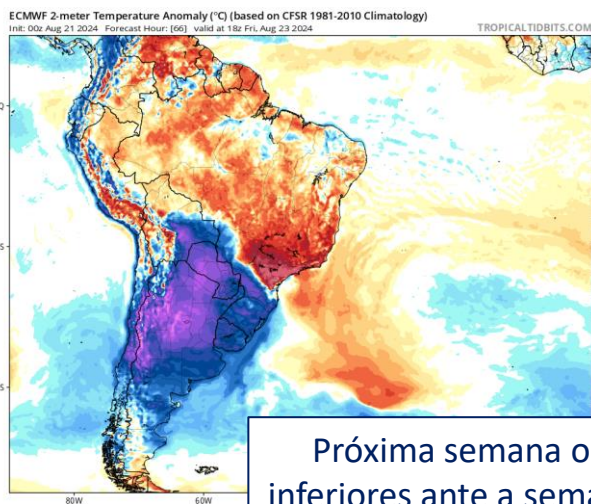 ECMWF 2-meter Temperature Anomaly (°C) (based on CFSR 1981-2010 Climatology)
Init: 00z Aug 21 2024 Forecast Hour: [66] valid at 18z Fri, Aug 23 2024 TROPICALTIDBITS.COM
Q
S
S
80W 60W
Próxima semana o
inferiores ante a sema